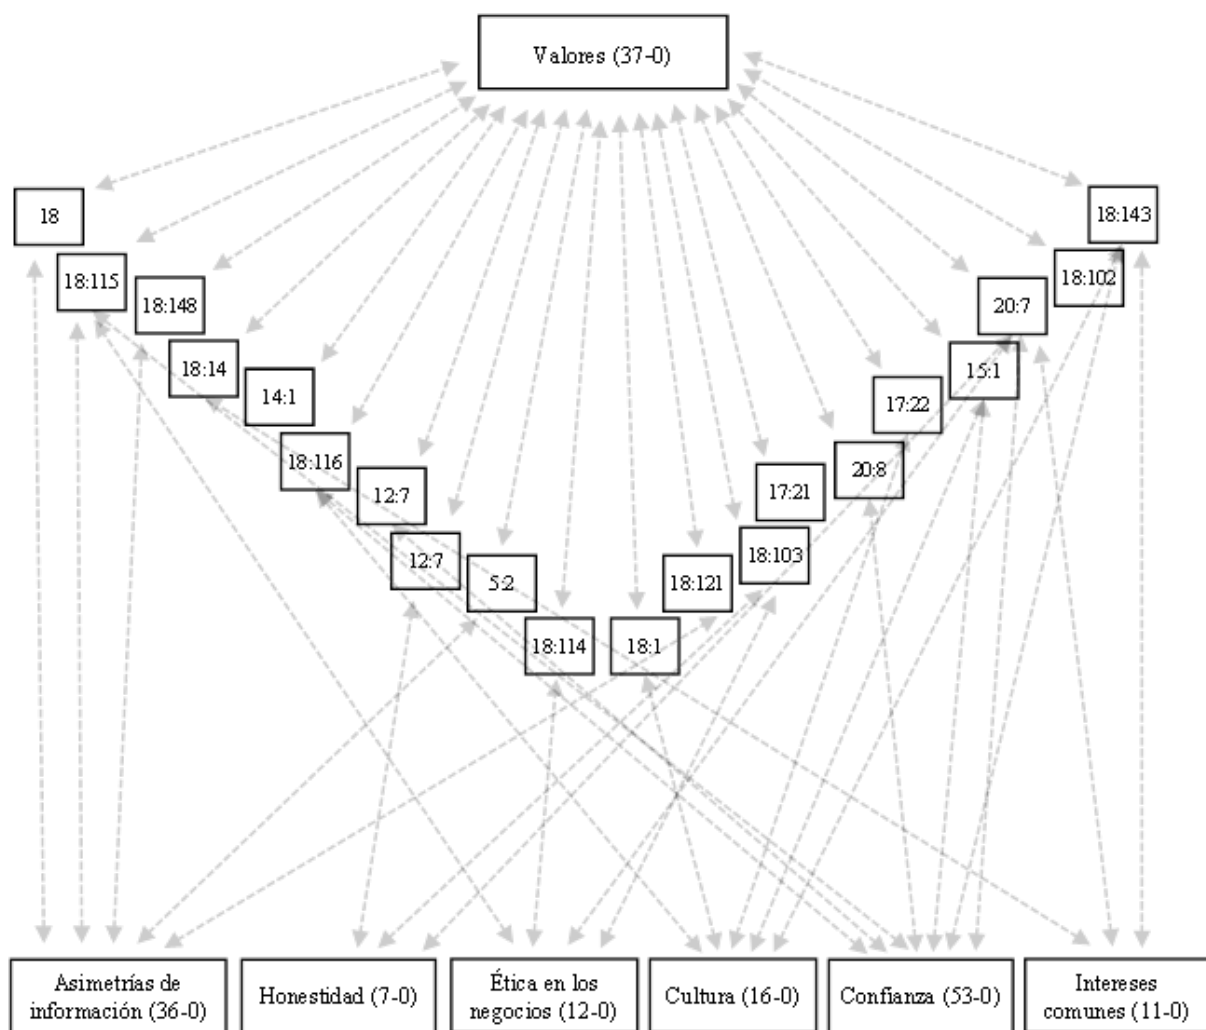 Valores (37-0)
18
18:143
18:115
18:102
18:148
20:7
18:14
15:1
14:1
17:22
18:116
20:8
12:7
17:21
12:7
18:103
5:2
18:121
18:114
18:1
Asimetrías de
información (36-0)
Honestidad (7-0)
Ética en los
negocios (12-0)
Cultura (16-0)
Confianza (53-0)
Intereses
comunes (11-0)